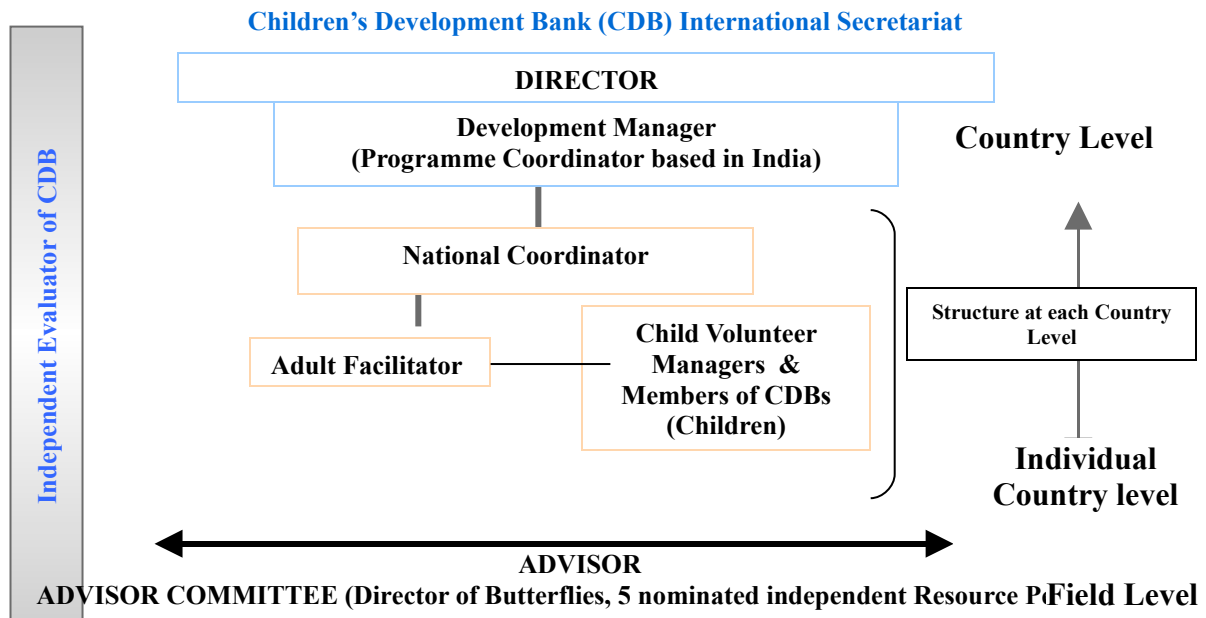 Children's Development Bank (CDB) International Secretariat
DIRECTOR
Development Manager
(Programme Coordinator based in India)
Country Level
Independent Evaluator of CDB
National Coordinator
Structure at each Country
Level
Adult Facilitator
Child Volunteer
Managers &
Members of CDBs
(Children)
Individual
Country level
ADVISOR
ADVISOR COMMITTEE (Director of Butterflies, 5 nominated independent Resource
Field Level